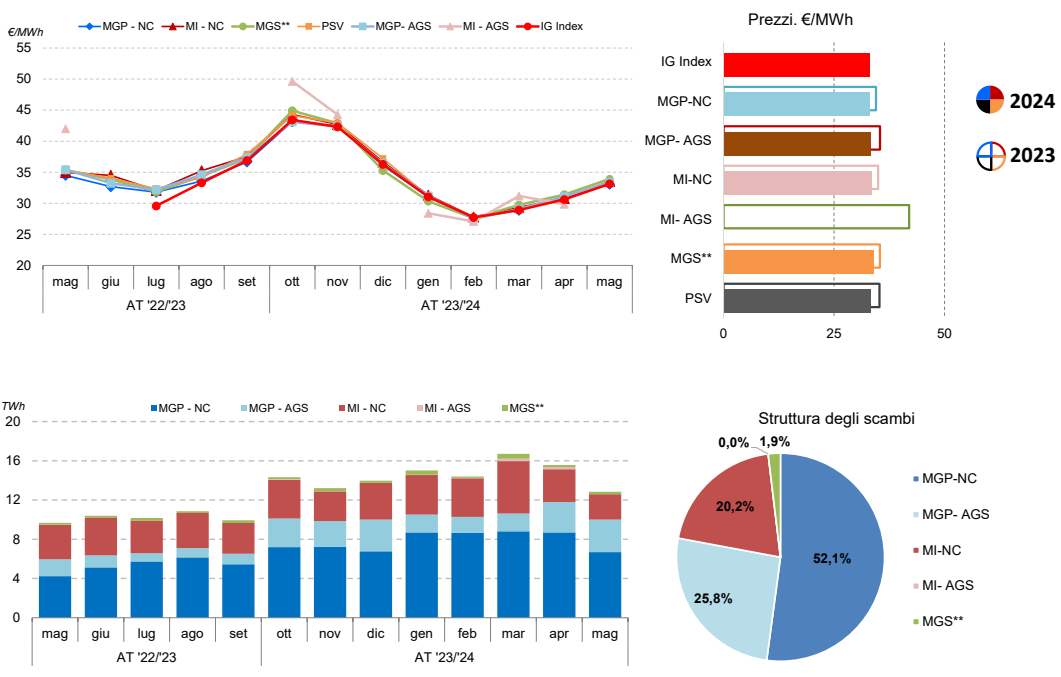 €/MWh
MGP - NC MI - NC MGS** PSV MGP- AGS MI - AGS IG Index
55
50
45
40
35
30
25
20
mag giu lug ago set ott nov dic gen feb mar apr mag
AT '22/'23 AT '23/'24
Prezzi. €/MWh
IG Index
MGP-NC
MGP- AGS
MI-NC
MI- AGS
MGS**
PSV
0 25 50
2024
2023
TWh
MGP - NC MGP - AGS MI - NC MI - AGS MGS**
20
16
12
8
4
0
mag giu lug ago set ott nov dic gen feb mar apr mag
AT '22/'23 AT '23/'24
Struttura degli scambi
0,0% 1,9%
20,2%
52,1%
25,8%
MGP-NC
MGP- AGS
MI-NC
MI- AGS
MGS**